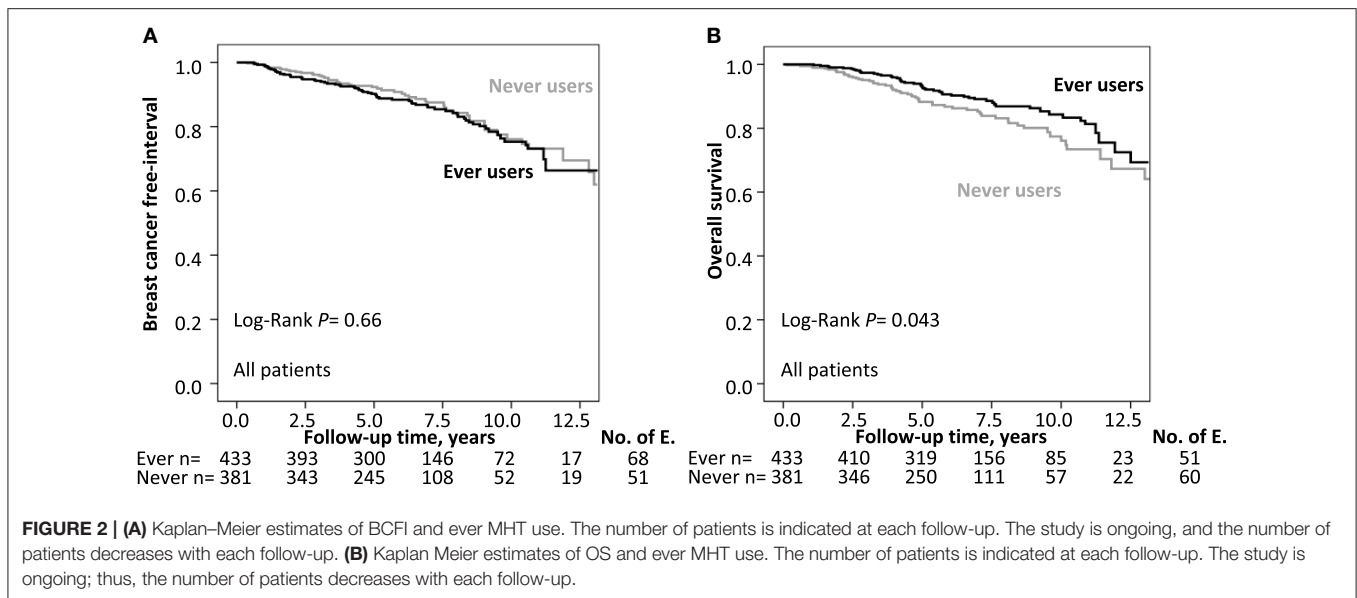 A
Breast cancer free-interval
1.0
0.8
0.6
0.4
0.2
0.0
Never users
Ever users
Log-Rank P= 0.66
All patients
0.0 2.5 5.0 7.5 10.0 12.5
Follow-up time, years No. of E.
Ever n= 433 393 300 146 72 17 68
Never n= 381 343 245 108 52 19 51
B
Overall survival
1.0
0.8
0.6
0.4
0.2
0.0
Ever users
Never users
Log-Rank P= 0.043
All patients
0.0 2.5 5.0 7.5 10.0 12.5
Follow-up time, years No. of E.
Ever n= 433 410 319 156 85 23 51
Never n= 381 346 250 111 57 22 60
FIGURE 2 | (A) Kaplan–Meier estimates of BCFI and ever MHT use. The number of patients is indicated at each follow-up. The study is ongoing, and the number of
patients decreases with each follow-up. (B) Kaplan Meier estimates of OS and ever MHT use. The number of patients is indicated at each follow-up. The study is
ongoing; thus, the number of patients decreases with each follow-up.